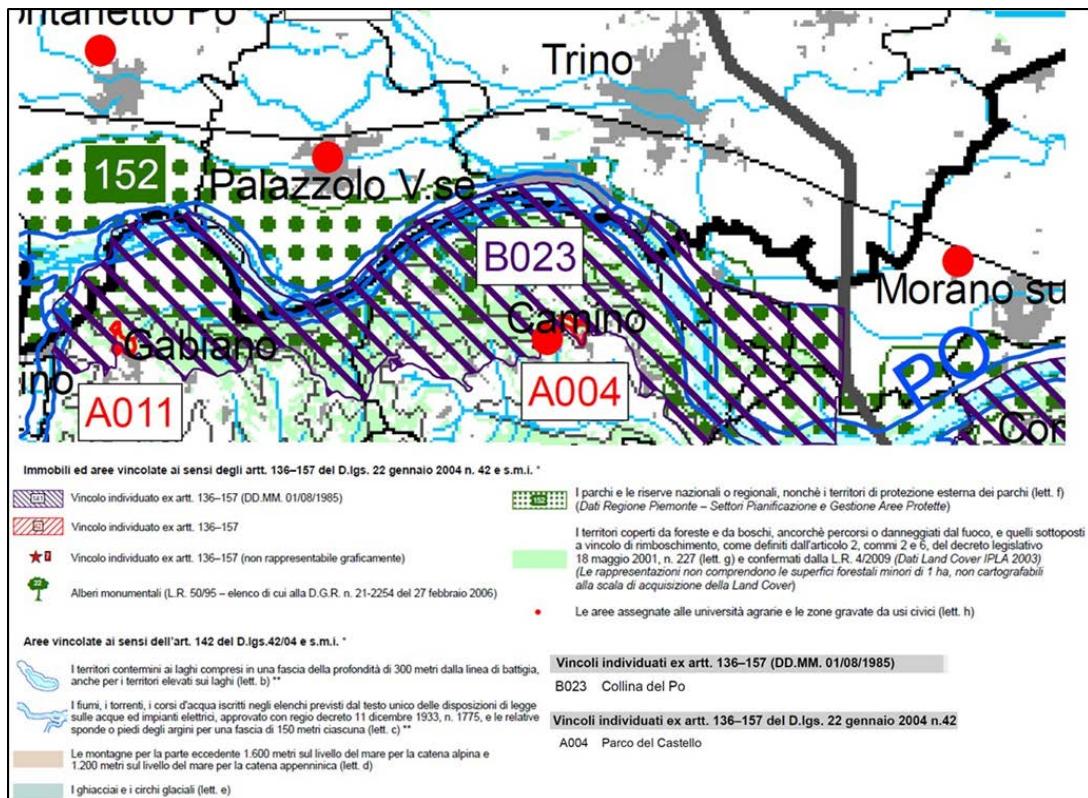 ontanetto Po
Trino
152
Palazzolo V.se
B023
Morano su
Camino
Gabiano
PO
ino
A011
A004
Con
Immobili ed aree vincolate ai sensi degli artt. 136–157 del D.lgs. 22 gennaio 2004 n. 42 e s.m.i. *
Vincolo individuato ex artt. 136–157 (DD.MM. 01/08/1985)
Vincolo individuato ex artt. 136–157
Vincolo individuato ex artt. 136–157 (non rappresentabile graficamente)
22
Alberi monumentali (L.R. 50/95 – elenco di cui alla D.G.R. n. 21-2254 del 27 febbraio 2006)
Aree vincolate ai sensi dell'art. 142 del D.lgs.42/04 e s.m.i. *
I territori contermini ai laghi compresi in una fascia della profondità di 300 metri dalla linea di battigia,
anche per i territori elevati sui laghi (lett. b) **
I fiumi, i torrenti, i corsi d'acqua iscritti negli elenchi previsti dal testo unico delle disposizioni di legge
sulle acque ed impianti elettrici, approvato con regio decreto 11 dicembre 1933, n. 1775, e le relative
sponde o piedi degli argini per una fascia di 150 metri ciascuna (lett. c) **
Le montagne per la parte eccedente 1.600 metri sul livello del mare per la catena alpina e
1.200 metri sul livello del mare per la catena appenninica (lett. d)
I ghiacciai e i circhi glaciali (lett. e)
152
I parchi e le riserve nazionali o regionali, nonchè i territori di protezione esterna dei parchi (lett. f)
(Dati Regione Piemonte – Settori Pianificazione e Gestione Aree Protette)
I territori coperti da foreste e da boschi, ancorchè percorsi o danneggiati dal fuoco, e quelli sottoposti
a vincolo di rimboschimento, come definiti dall'articolo 2, commi 2 e 6, del decreto legislativo
18 maggio 2001, n. 227 (lett. g) e confermati dalla L.R. 4/2009 (Dati Land Cover IPLA 2003)
(Le rappresentazioni non comprendono le superfici forestali minori di 1 ha, non cartografabili
alla scala di acquisizione della Land Cover)
Le aree assegnate alle università agrarie e le zone gravate da usi civici (lett. h)
Vincoli individuati ex artt. 136–157 (DD.MM. 01/08/1985)
B023 Collina del Po
Vincoli individuati ex artt. 136–157 del D.lgs. 22 gennaio 2004 n.42
A004 Parco del Castello